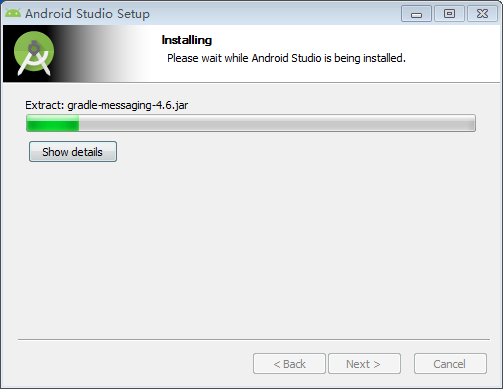 Android Studio Setup
Installing
Please wait while Android Studio is being installed.
Extract: gradle-messaging-4.6.jar
Show details
< Back
Next >
Cancel